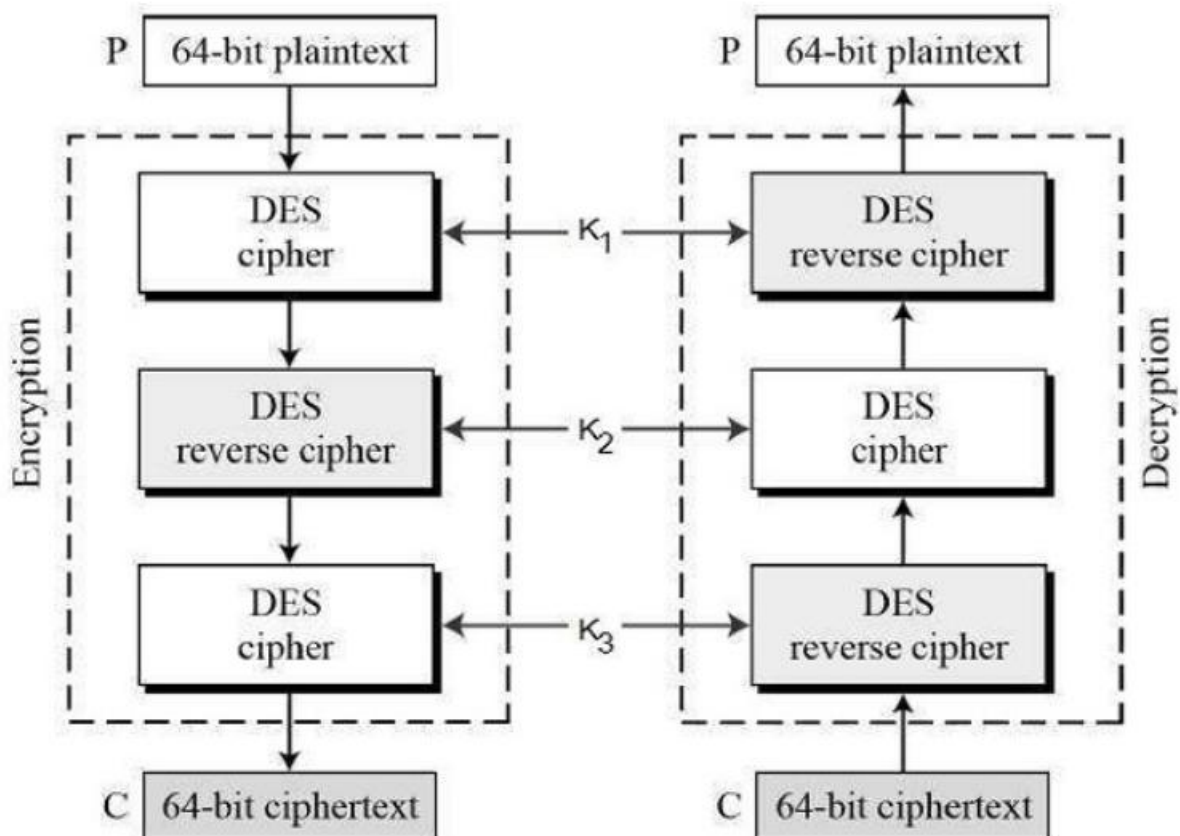 P
64-bit plaintext
P
64-bit plaintext
Encryption
DES
cipher
K1
DES
reverse cipher
DES
reverse cipher
K2
DES
cipher
DES
cipher
K3
DES
reverse cipher
Decryption
C
64-bit ciphertext
C
64-bit ciphertext